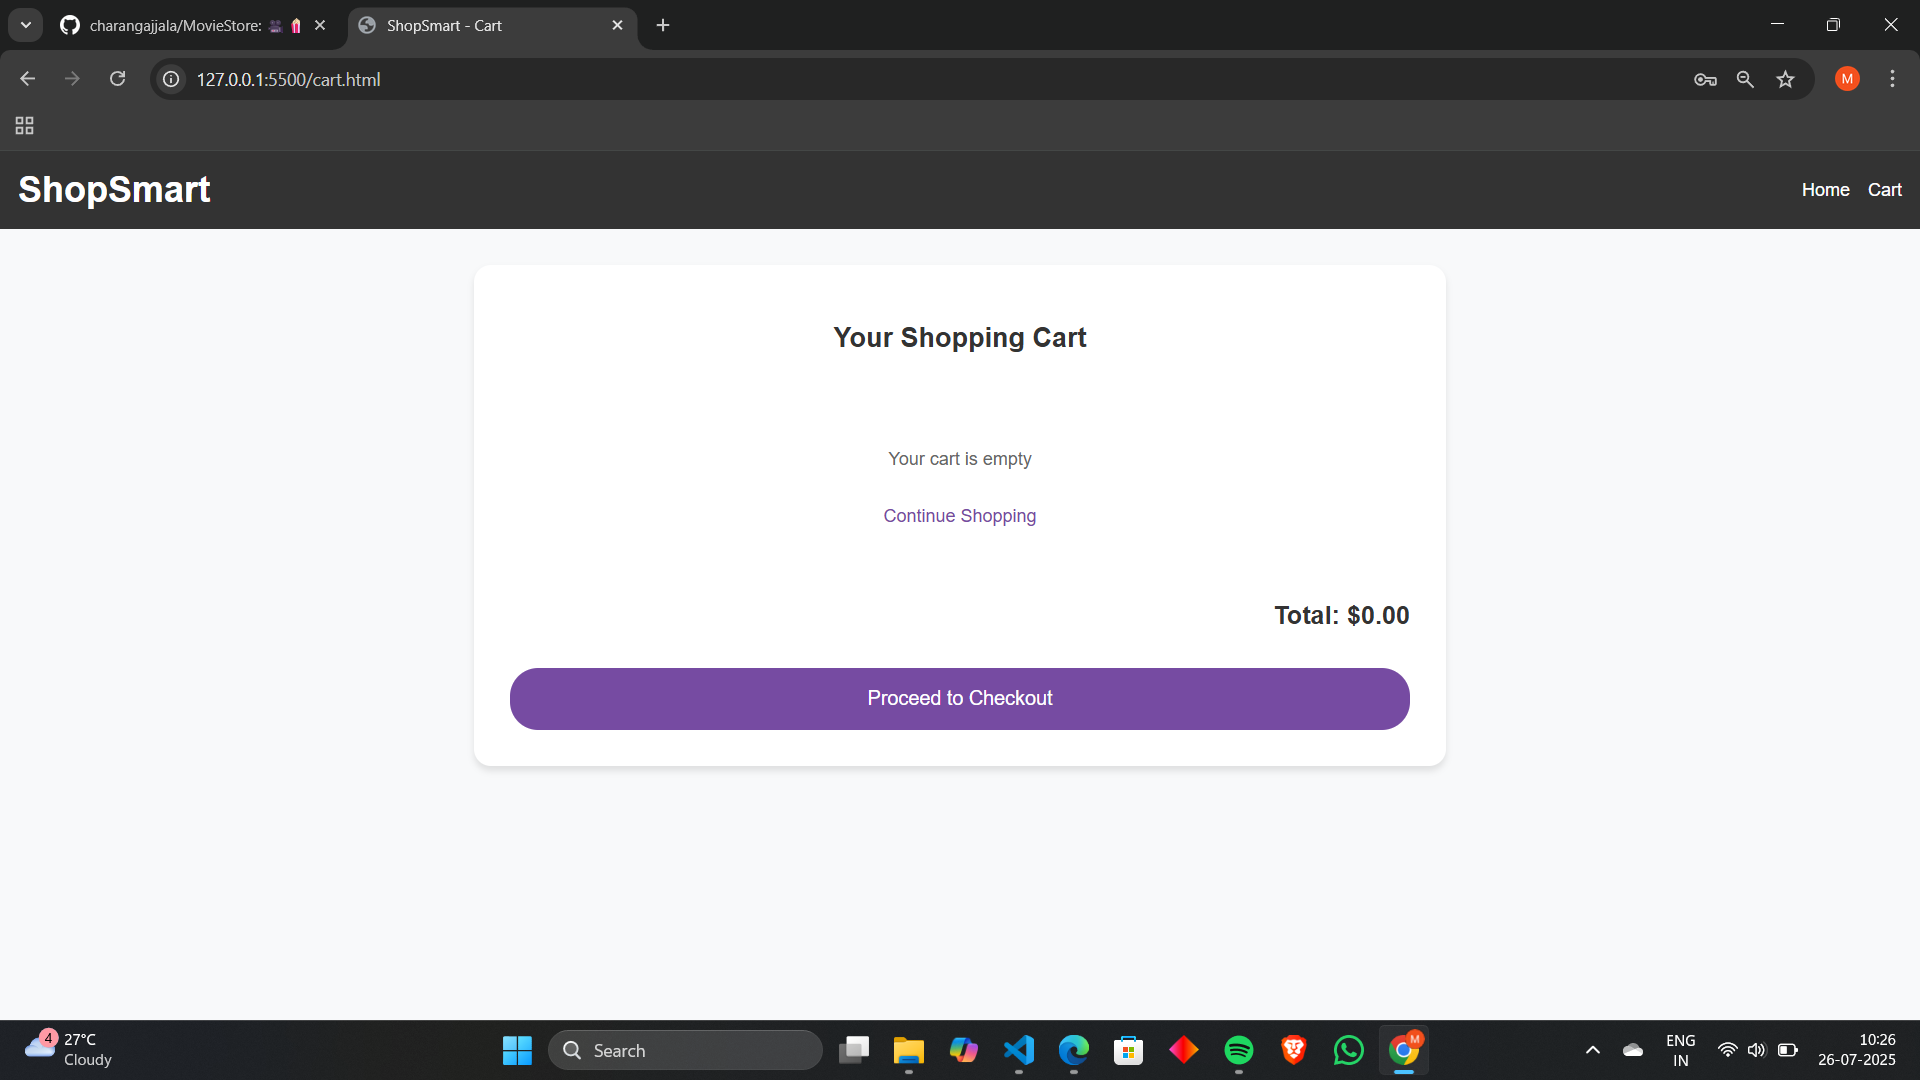 charangajjala/MovieStore: 🎥 🍿
ShopSmart - Cart
127.0.0.1:5500/cart.html
M
ShopSmart
Home Cart
Your Shopping Cart
Your cart is empty
Continue Shopping
Total: $0.00
Proceed to Checkout
4
27°C
Cloudy
Search
M
ENG
IN
10:26
26-07-2025